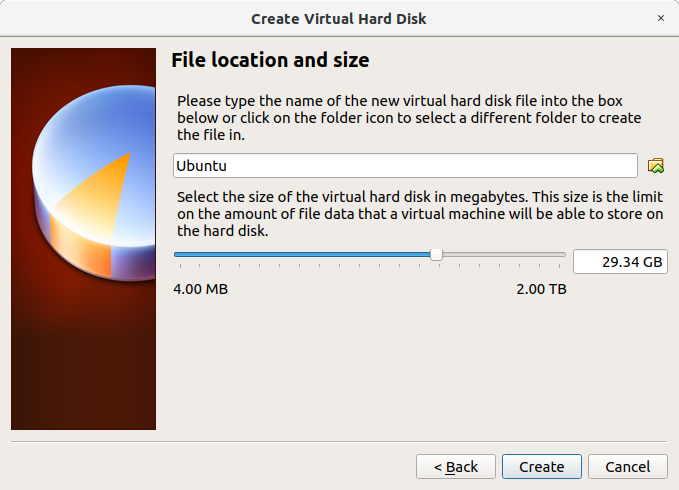 Create Virtual Hard Disk
×
File location and size
Please type the name of the new virtual hard disk file into the box
below or click on the folder icon to select a different folder to create
the file in.
Ubuntu
Select the size of the virtual hard disk in megabytes. This size is the limit
on the amount of file data that a virtual machine will be able to store on
the hard disk.
29.34 GB
4.00 MB 2.00 TB
< Back Create Cancel